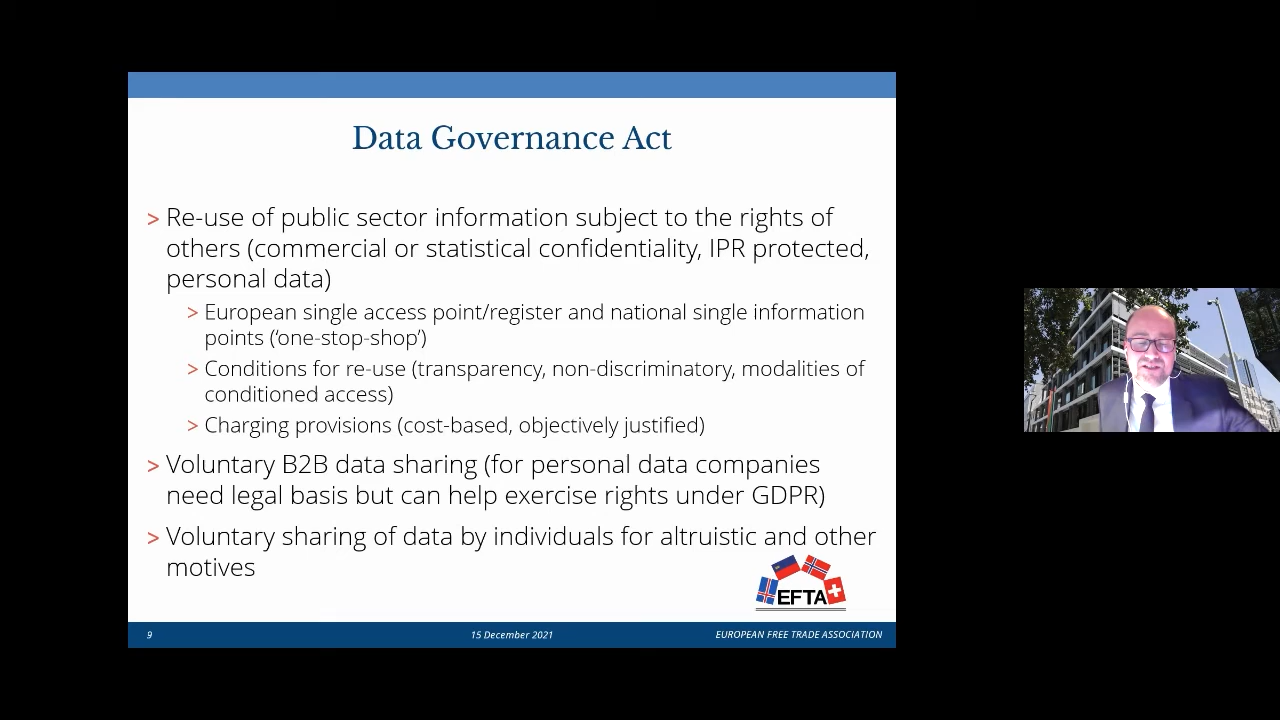 Data Governance Act
> Re-use of public sector information subject to the rights of
others (commercial or statistical confidentiality, IPR protected,
personal data)
> European single access point/register and national single information
points (‘one-stop-shop’)
> Conditions for re-use (transparency, non-discriminatory, modalities of
conditioned access)
> Charging provisions (cost-based, objectively justified)
> Voluntary B2B data sharing (for personal data companies
need legal basis but can help exercise rights under GDPR)
> Voluntary sharing of data by individuals for altruistic and other
motives
EFTA
9
15 December 2021
EUROPEAN FREE TRADE ASSOCIATION